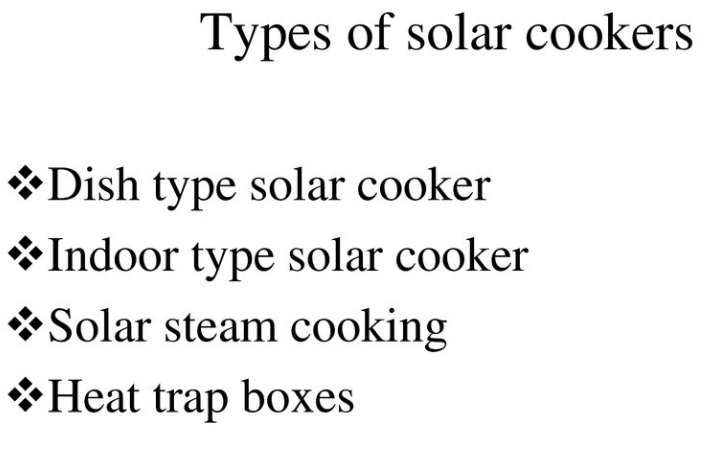 Types of solar cookers
❖Dish type solar cooker
❖Indoor type solar cooker
❖Solar steam cooking
❖Heat trap boxes